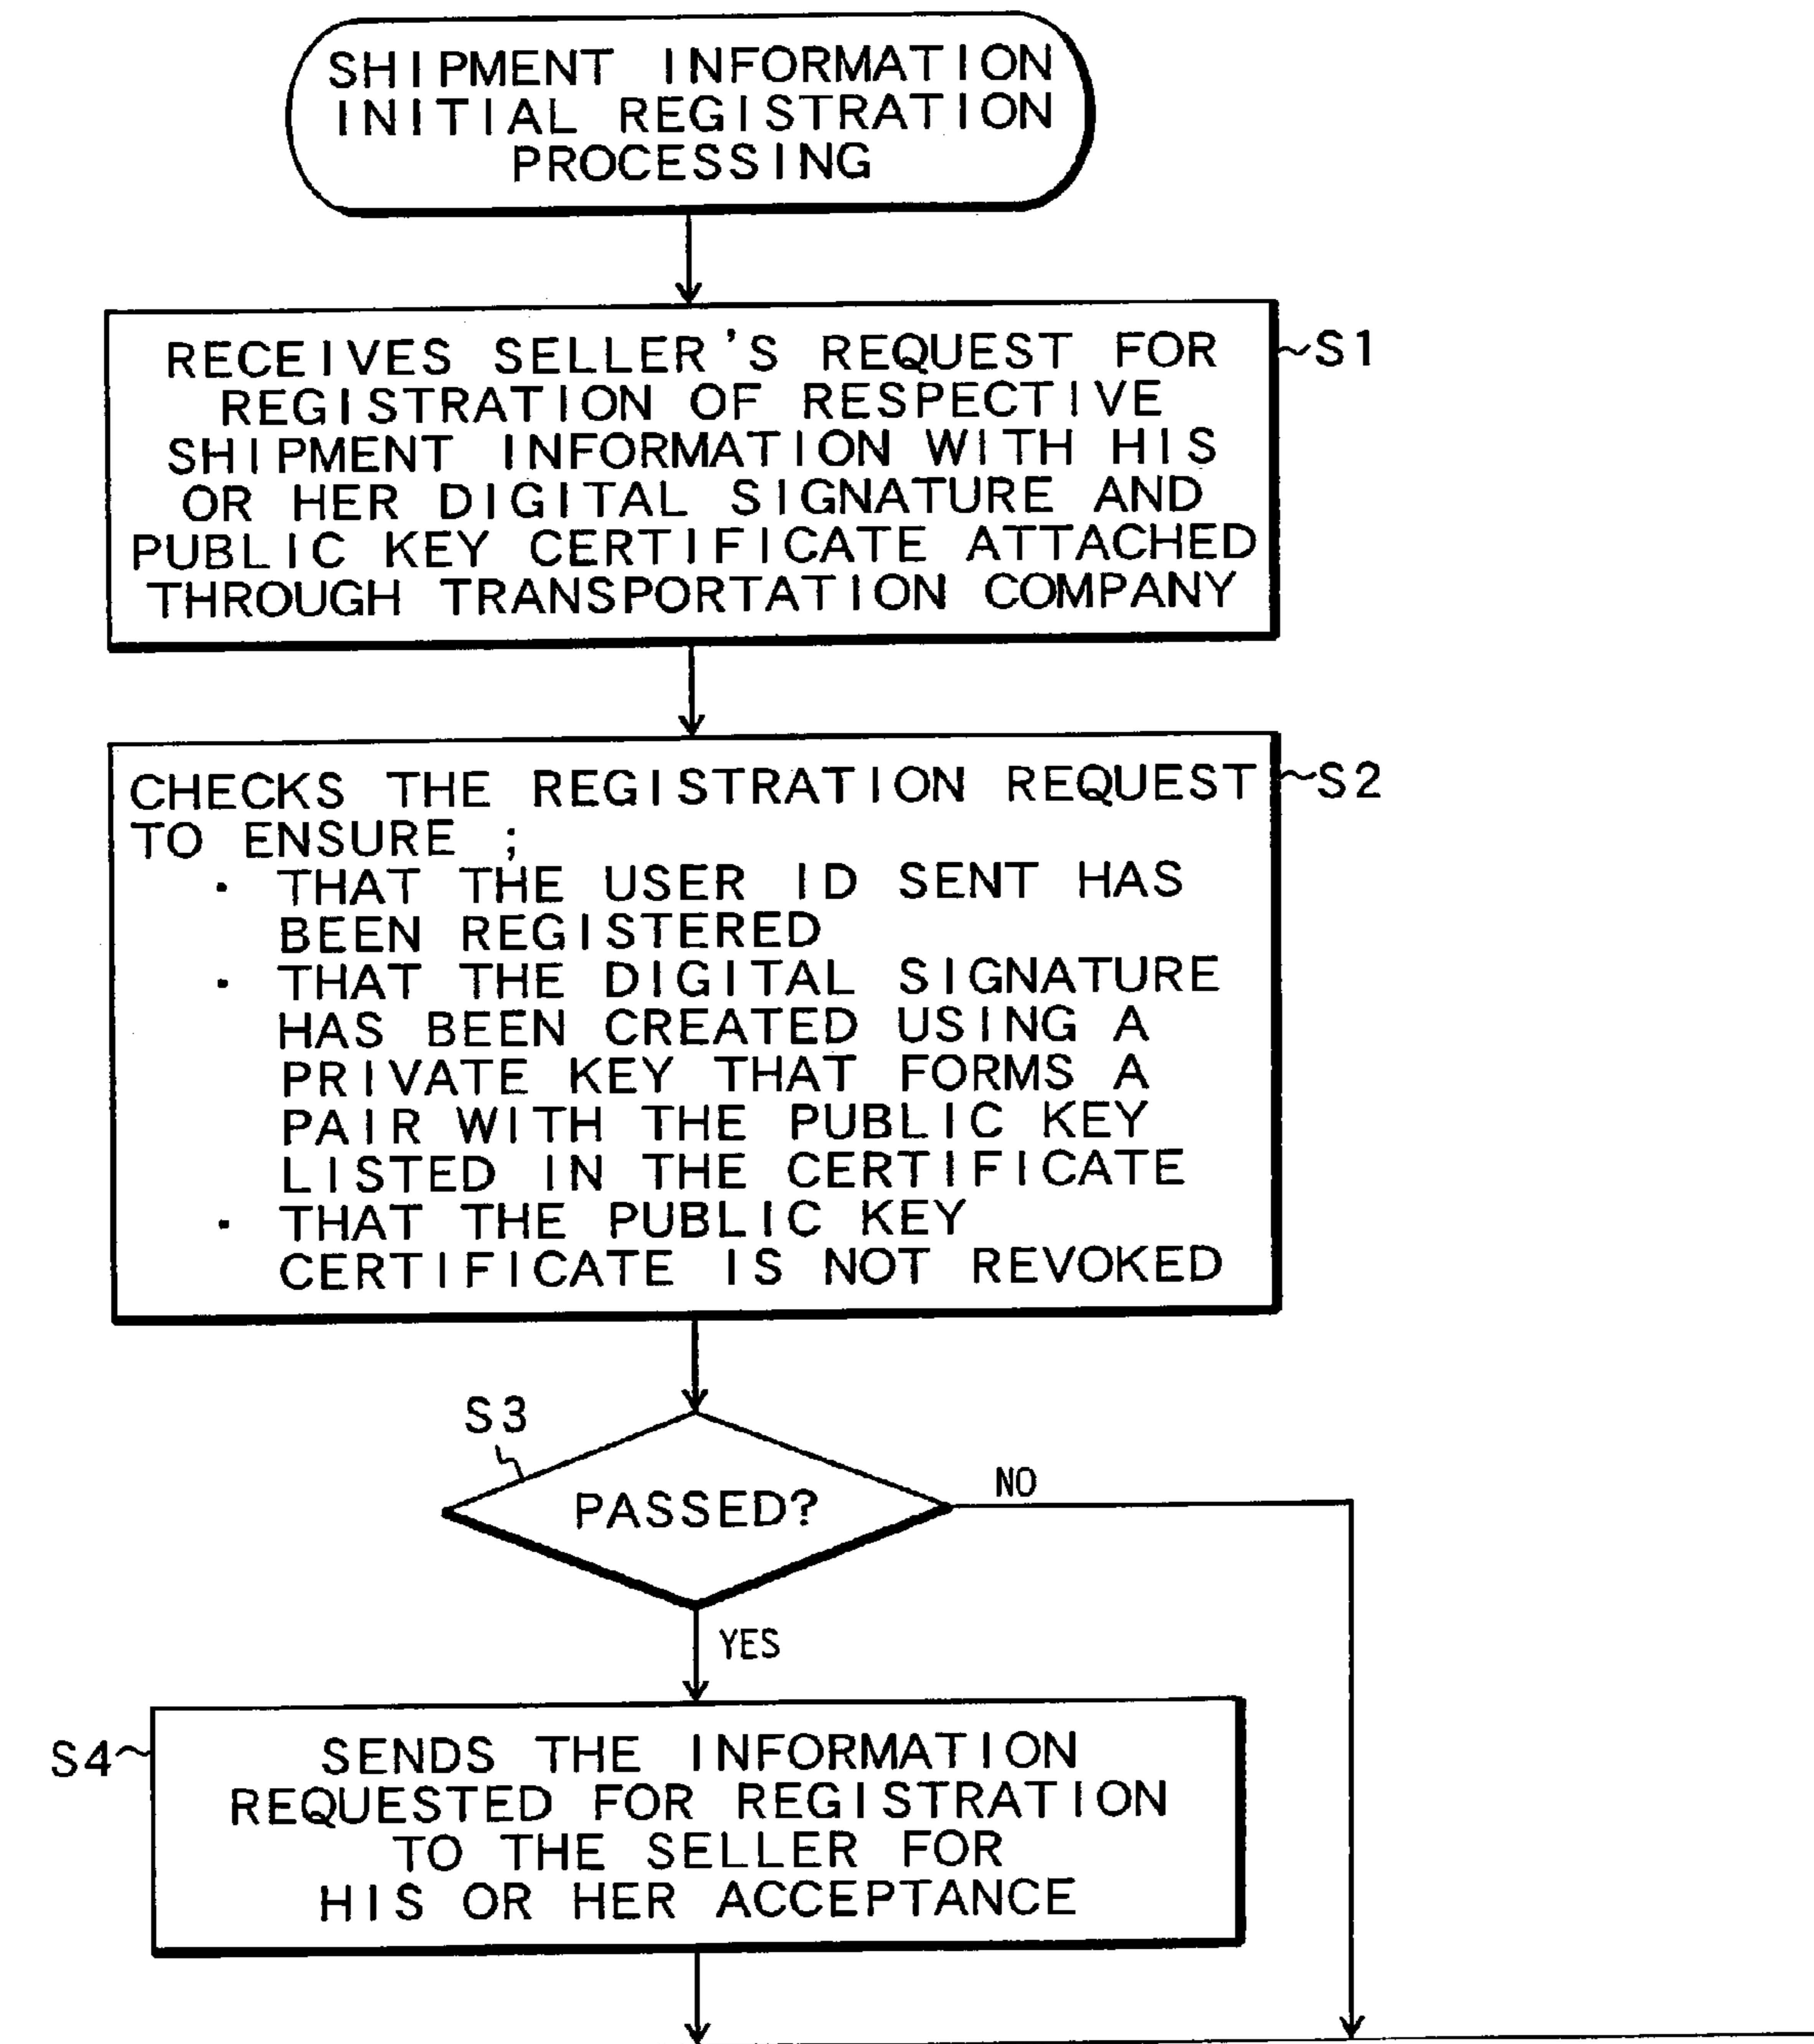 SHIPMENT INFORMATION
INITIAL REGISTRATION
PROCESSING
RECEIVES SELLER'S REQUEST FOR
REGISTRATION OF RESPECTIVE
SHIPMENT INFORMATION WITH HIS
OR HER DIGITAL SIGNATURE AND
PUBLIC KEY CERTIFICATE ATTACHED
THROUGH TRANSPORTATION COMPANY
S1
CHECKS THE REGISTRATION REQUEST
TO ENSURE ;
· THAT THE USER ID SENT HAS
BEEN REGISTERED
· THAT THE DIGITAL SIGNATURE
HAS BEEN CREATED USING A
PRIVATE KEY THAT FORMS A
PAIR WITH THE PUBLIC KEY
LISTED IN THE CERTIFICATE
· THAT THE PUBLIC KEY
CERTIFICATE IS NOT REVOKED
S2
S3
PASSED?
NO
YES
S4
SENDS THE INFORMATION
REQUESTED FOR REGISTRATION
TO THE SELLER FOR
HIS OR HER ACCEPTANCE